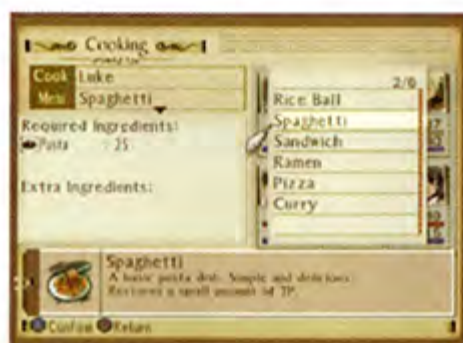 Cooking
Cook Luke
Menu Spaghetti
Required Ingredients:
Pasta : 25
Extra Ingredients:
2/6
Rice Ball
Spaghetti
Sandwich
Ramen
Pizza
Curry
Spaghetti
A basic pasta dish. Simple and delicious.
Restores a small amount of TP.
Confirm Return